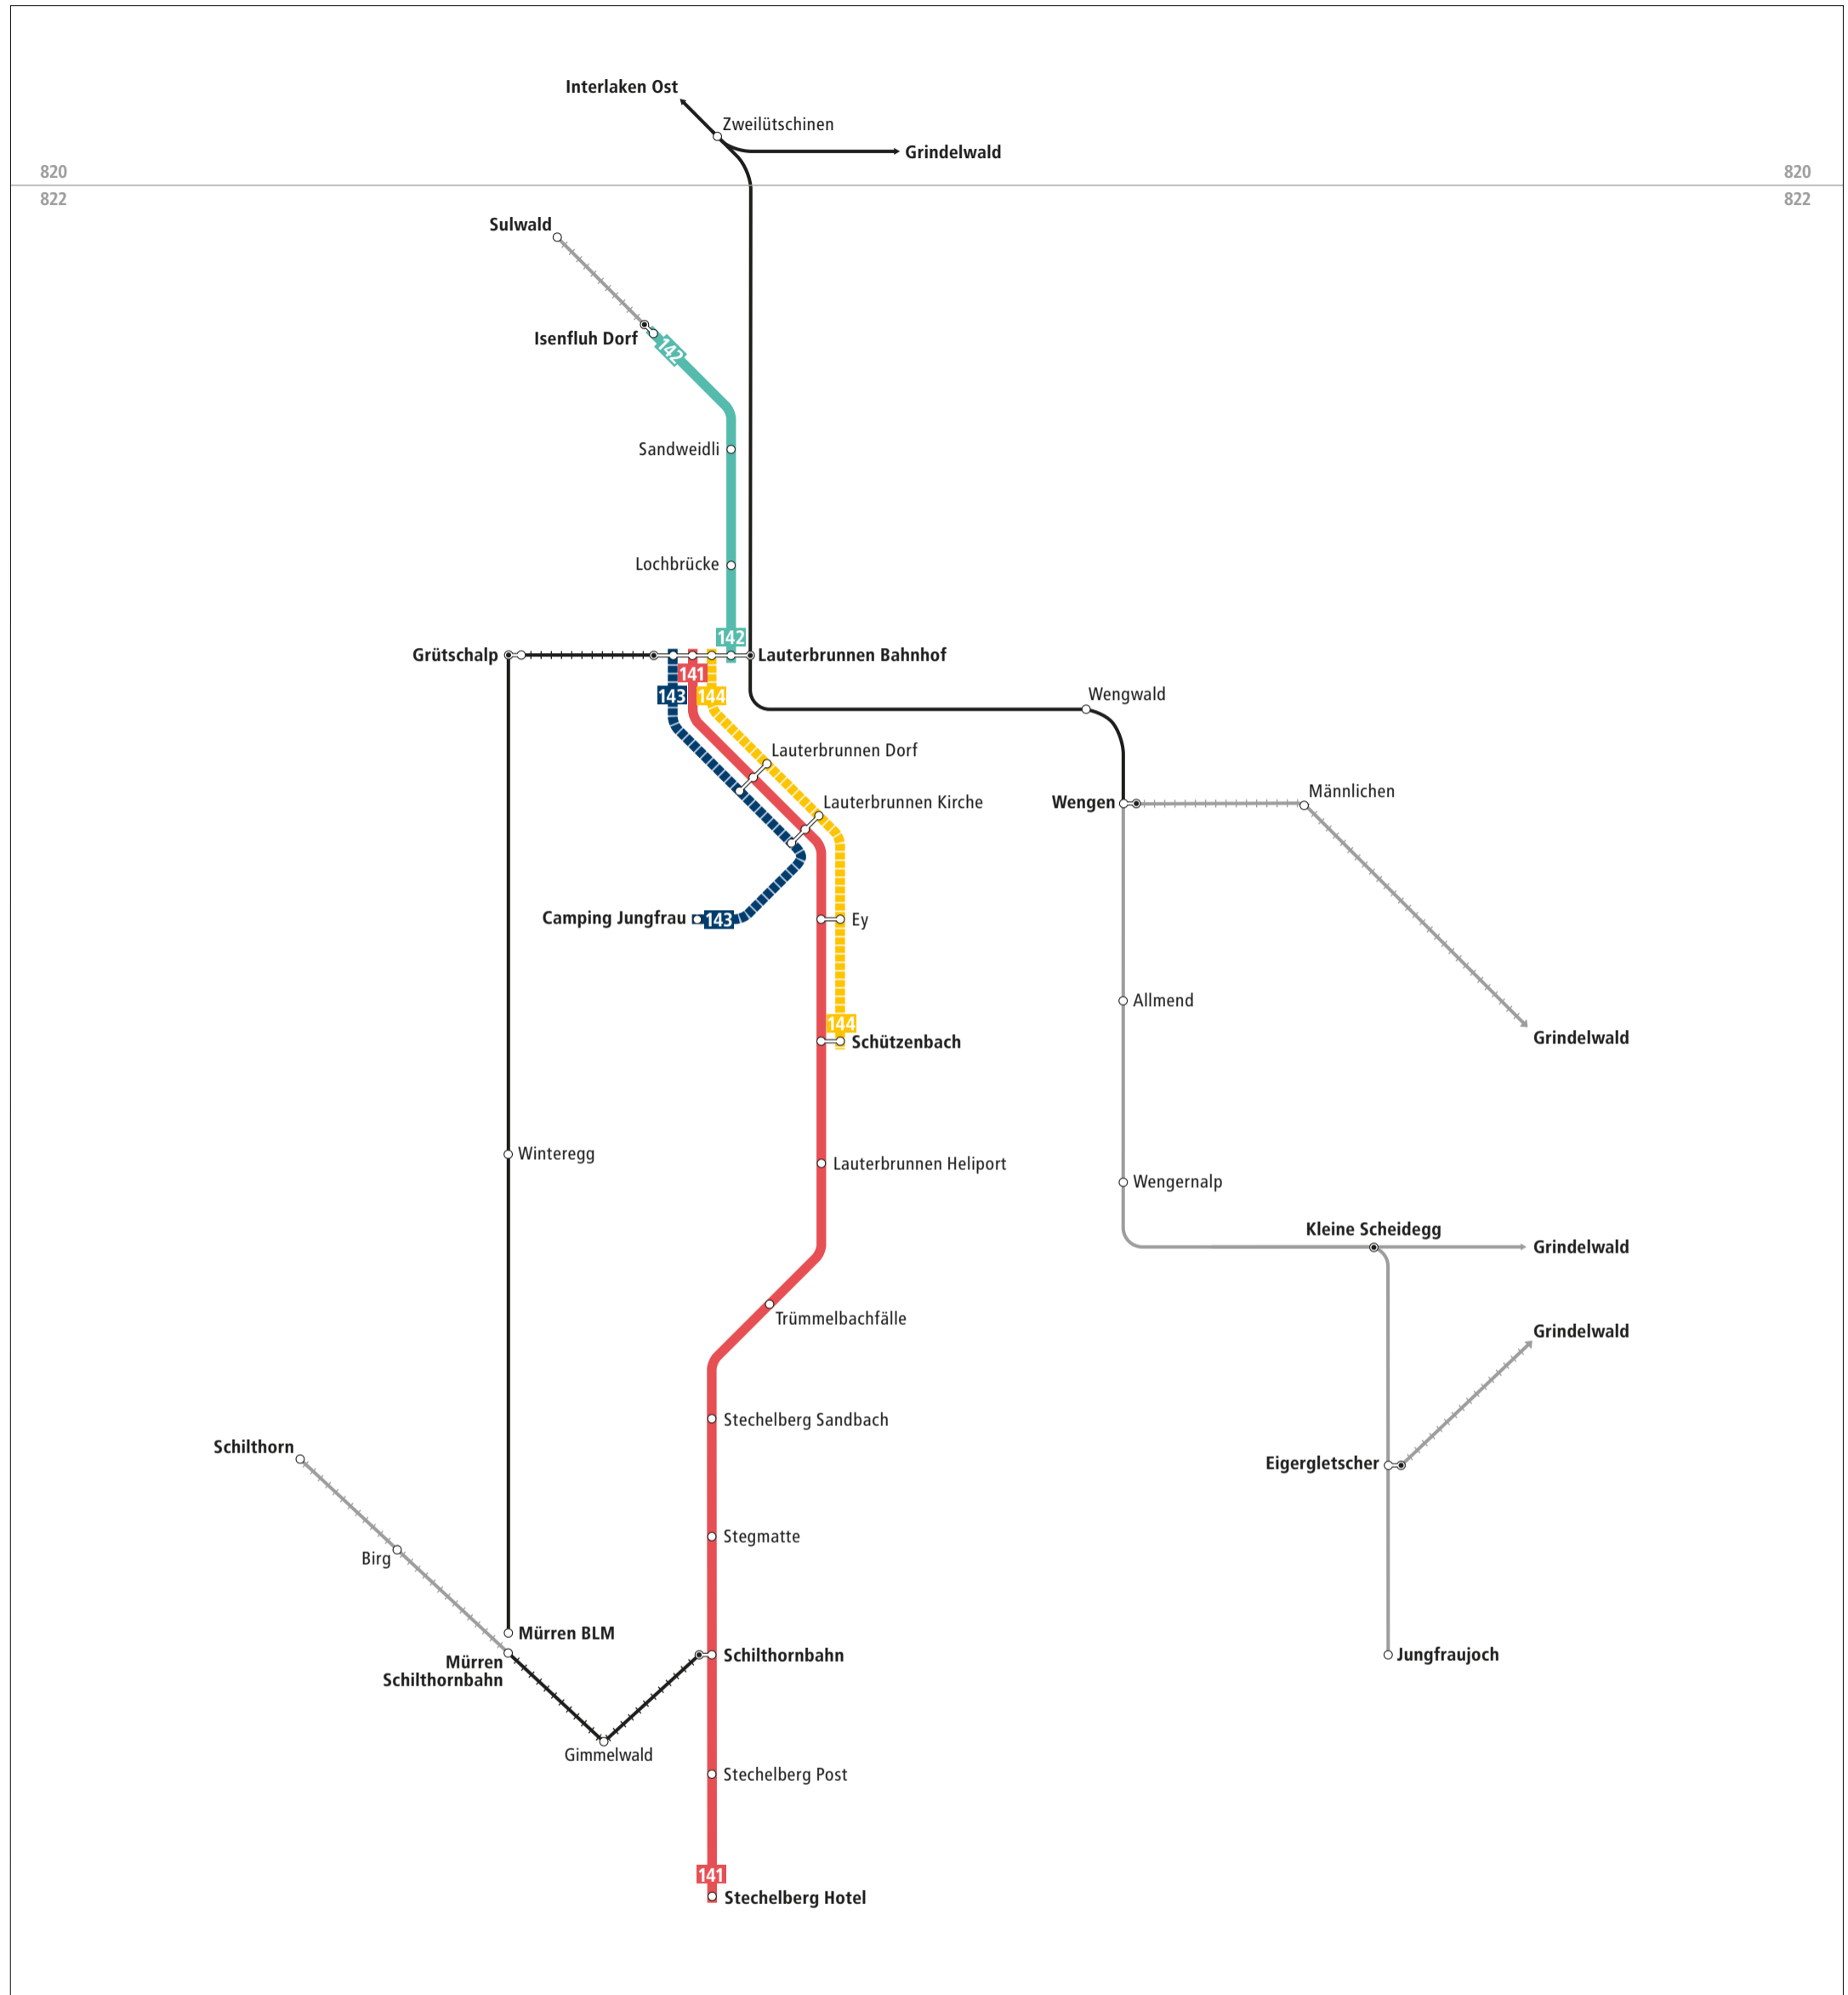 Interlaken Ost
Zweilütschinen
Grindelwald
820
820
822
822
Sulwald
Isenfluh Dorf
142
Sandweidli
Lochbrücke
142
Grütschalp
Lauterbrunnen Bahnhof
141
143
144
Wengwald
Lauterbrunnen Dorf
Männlichen
Lauterbrunnen Kirche
Wengen
Camping Jungfrau
143
Ey
Allmend
144
Grindelwald
Schützenbach
Winteregg
Lauterbrunnen Heliport
Wengernalp
Kleine Scheidegg
Grindelwald
Trümmelbachfälle
Grindelwald
Stechelberg Sandbach
Schilthorn
Eigergletscher
Stegmatte
Birg
Mürren BLM
Schilthornbahn
Jungfraujoch
Mürren
Schilthornbahn
Gimmelwald
Stechelberg Post
141
Stechelberg Hotel